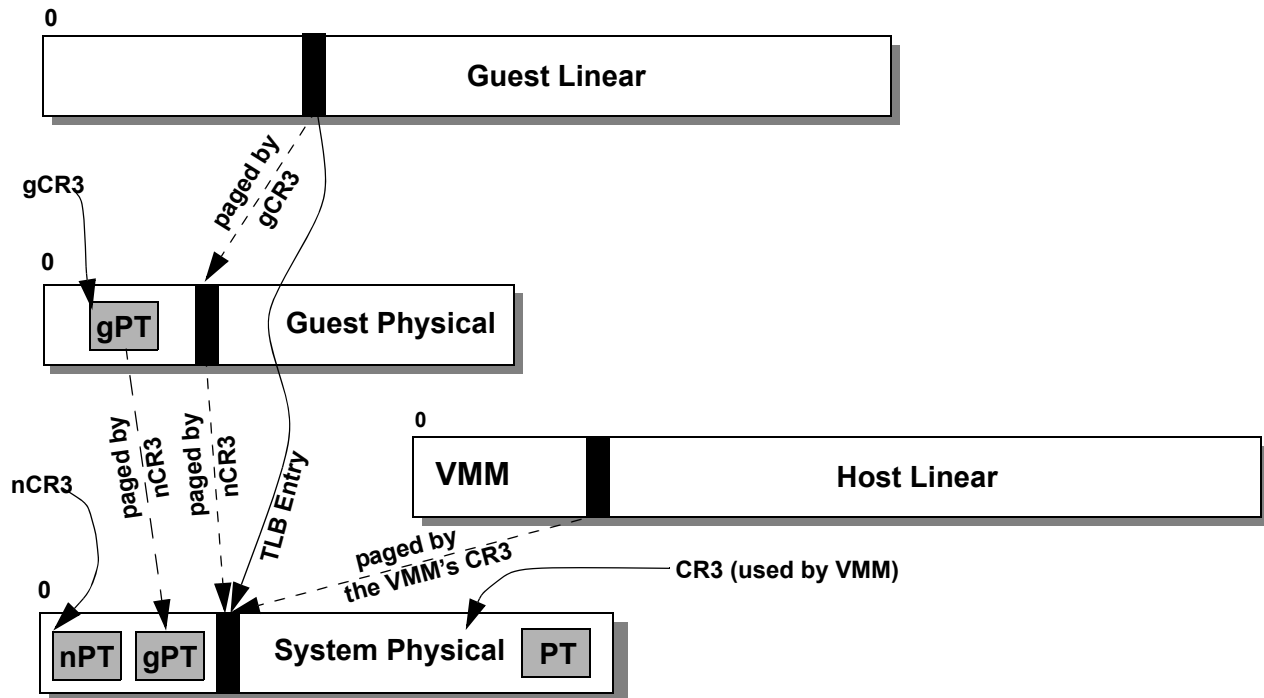 0
Guest Linear
paged by
gCR3
gCR3
0
gPT
Guest Physical
0
paged by
nCR3
paged by
nCR3
TLB Entry
VMM
Host Linear
nCR3
paged by
the VMM's CR3
CR3 (used by VMM)
0
nPT
gPT
System Physical
PT